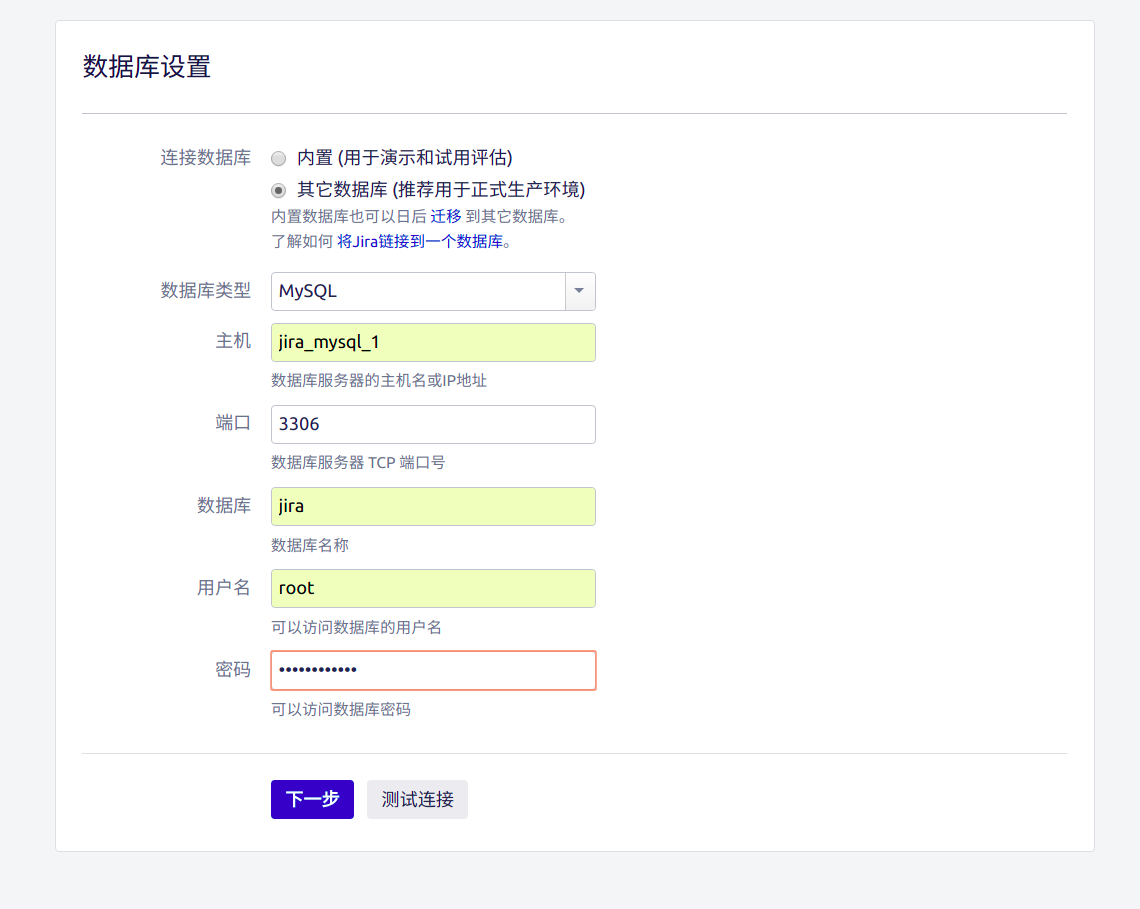 数据库设置
连接数据库
内置 (用于演示和试用评估)
其它数据库 (推荐用于正式生产环境)
内置数据库也可以日后 迁移 到其它数据库。
了解如何 将Jira链接到一个数据库。
数据库类型 MySQL
主机 jira_mysql_1
数据库服务器的主机名或IP地址
端口 3306
数据库服务器 TCP 端口号
数据库 jira
数据库名称
用户名 root
可以访问数据库的用户名
密码 ••••••••••••
可以访问数据库密码
下一步 测试连接